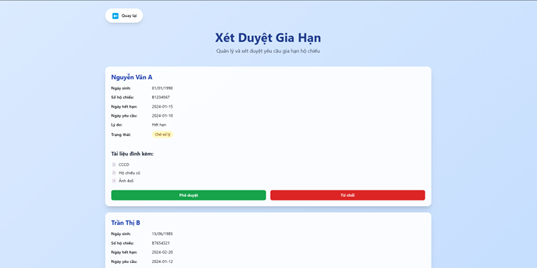 Quay lại
Xét Duyệt Gia Hạn
Quản lý và xét duyệt yêu cầu gia hạn hộ chiếu
Nguyễn Văn A
Ngày sinh: 01/01/1990
Số hộ chiếu: B1234567
Ngày hết hạn: 2024-01-15
Ngày yêu cầu: 2024-01-10
Lý do: Hết hạn
Trạng thái: Chờ xử lý
Tài liệu đính kèm:
CCCD
Hộ chiếu cũ
Ảnh 4x6
Phê duyệt
Từ chối
Trần Thị B
Ngày sinh: 15/06/1985
Số hộ chiếu: B7654321
Ngày hết hạn: 2024-02-20
Ngày yêu cầu: 2024-01-12